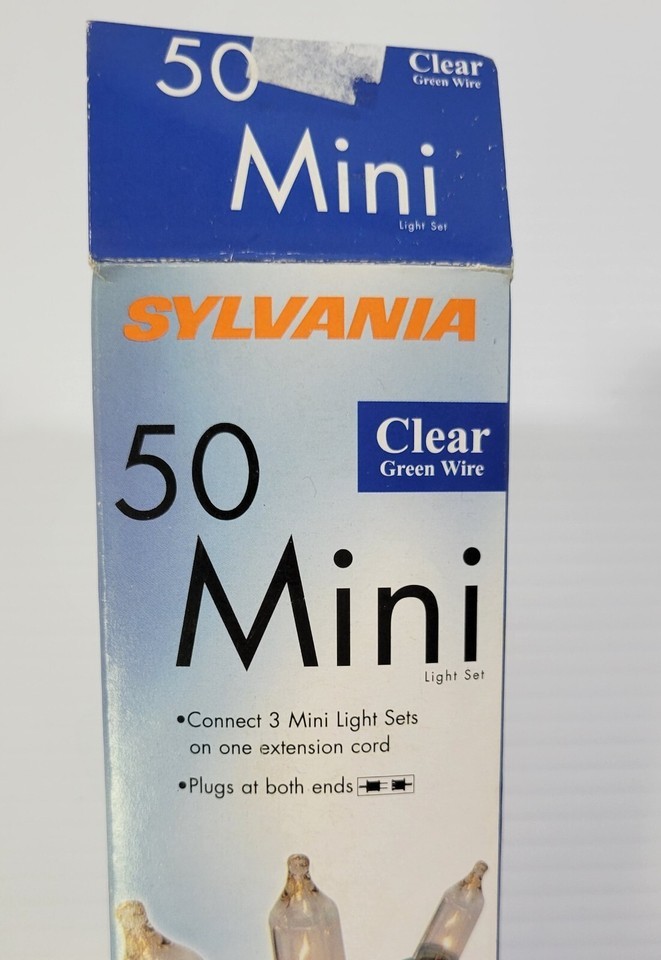 50
Clear
Green Wire
Mini
Light Set
SYLVANIA
Clear
Green Wire
50
Mini
Light Set
•Connect 3 Mini Light Sets
on one extension cord
•Plugs at both ends